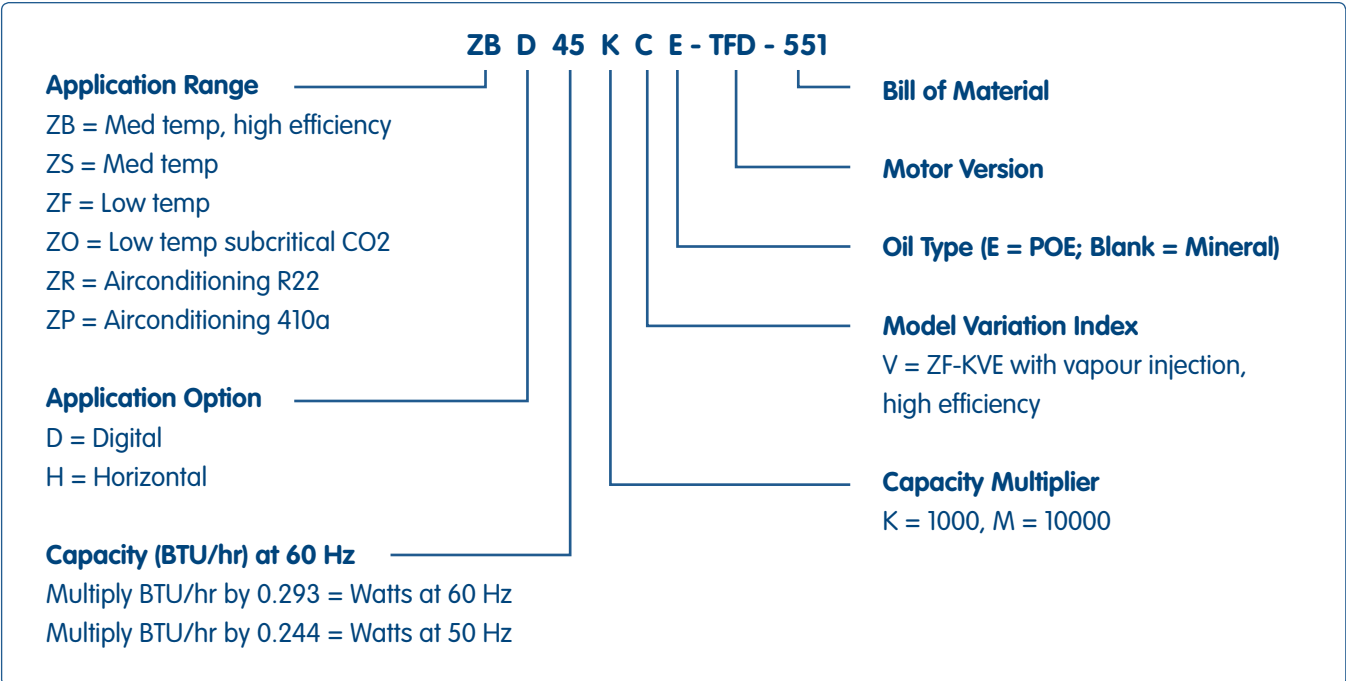 ZB D 45 K C E - TFD - 551
Application Range
ZB = Med temp, high efficiency
ZS = Med temp
ZF = Low temp
ZO = Low temp subcritical CO2
ZR = Airconditioning R22
ZP = Airconditioning 410a
Application Option
D = Digital
H = Horizontal
Capacity (BTU/hr) at 60 Hz
Multiply BTU/hr by 0.293 = Watts at 60 Hz
Multiply BTU/hr by 0.244 = Watts at 50 Hz
Bill of Material
Motor Version
Oil Type (E = POE; Blank = Mineral)
Model Variation Index
V = ZF-KVE with vapour injection,
high efficiency
Capacity Multiplier
K = 1000, M = 10000